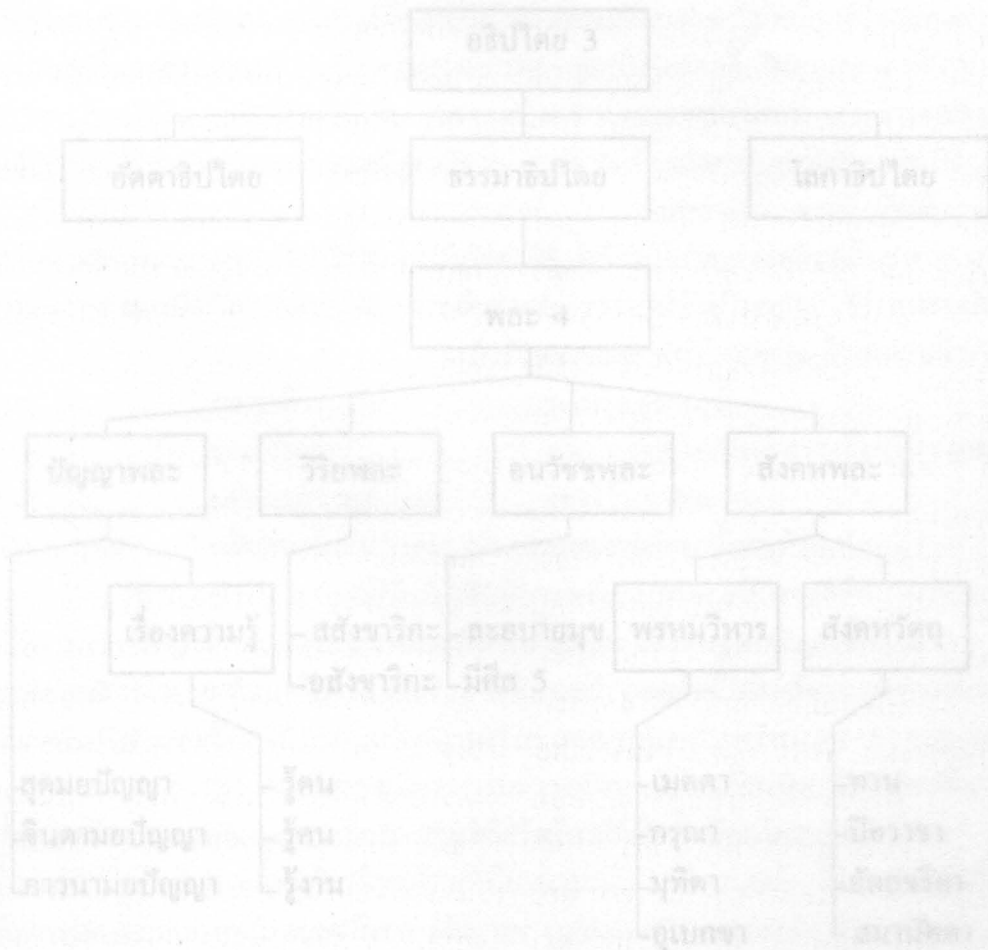 อธิปไตย 3
อัตตาธิปไตย ธรรมาธิปไตย โลกาธิปไตย
พละ 4
ปัญญาพละ วิริยพละ อนวัชชพละ สังคหพละ
เรื่องความรู้ -สสังขาริกะ -ละอบายมุข พรหมวิหาร สังคหวัตถุ
-อสังขาริกะ -มีศีล 5
-สุตมยปัญญา -รู้ตน -เมตตา -ทาน
-จินตามยปัญญา -รู้คน -กรุณา -ปิยวาจา
-ภาวนามยปัญญา -รู้งาน มุทิตา -อัตถจริยา
-อุเบกขา